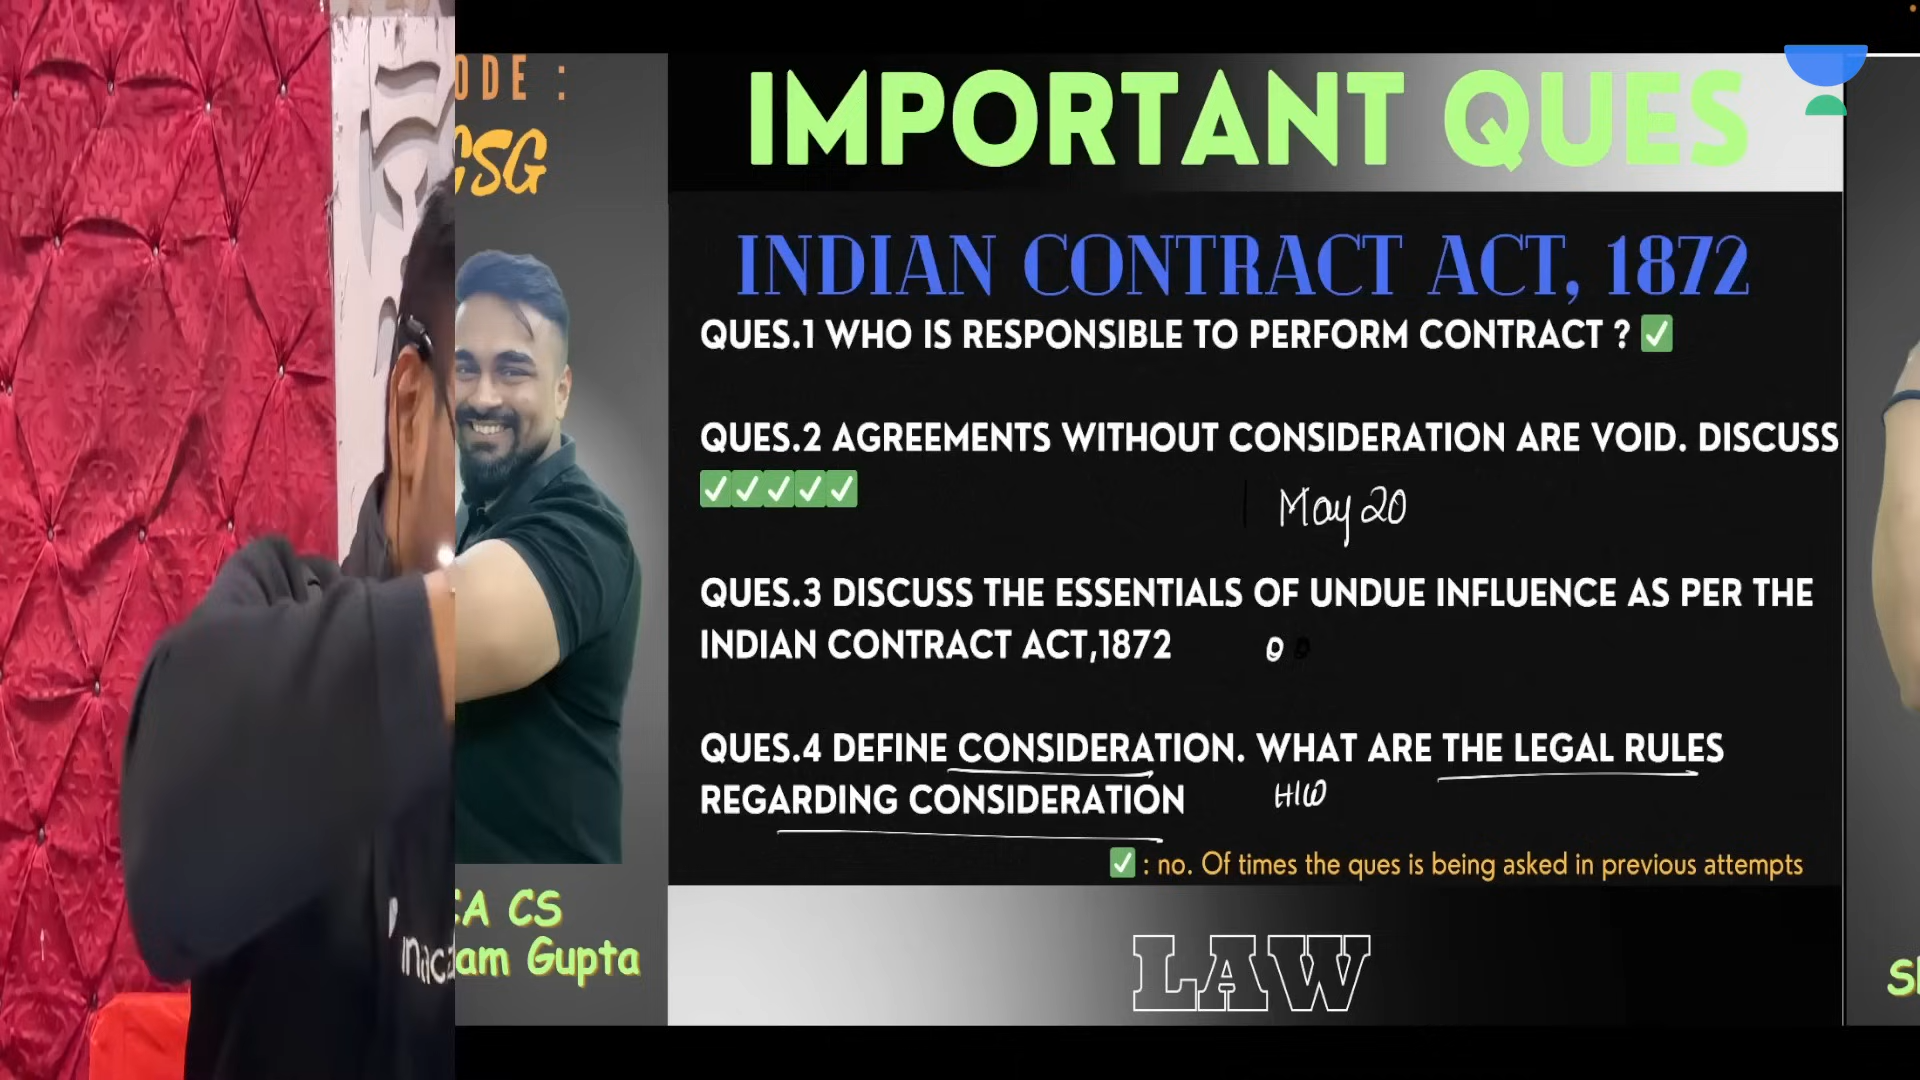 ODE :
CSG
IMPORTANT QUES
INDIAN CONTRACT ACT, 1872
QUES.1 WHO IS RESPONSIBLE TO PERFORM CONTRACT ? ✅
QUES.2 AGREEMENTS WITHOUT CONSIDERATION ARE VOID. DISCUSS
✅✅✅✅✅
May 20
QUES.3 DISCUSS THE ESSENTIALS OF UNDUE INFLUENCE AS PER THE
INDIAN CONTRACT ACT,1872
QUES.4 DEFINE CONSIDERATION. WHAT ARE THE LEGAL RULES
REGARDING CONSIDERATION
H/W
✅ : no. Of times the ques is being asked in previous attempts
CA CS
am Gupta
LAW